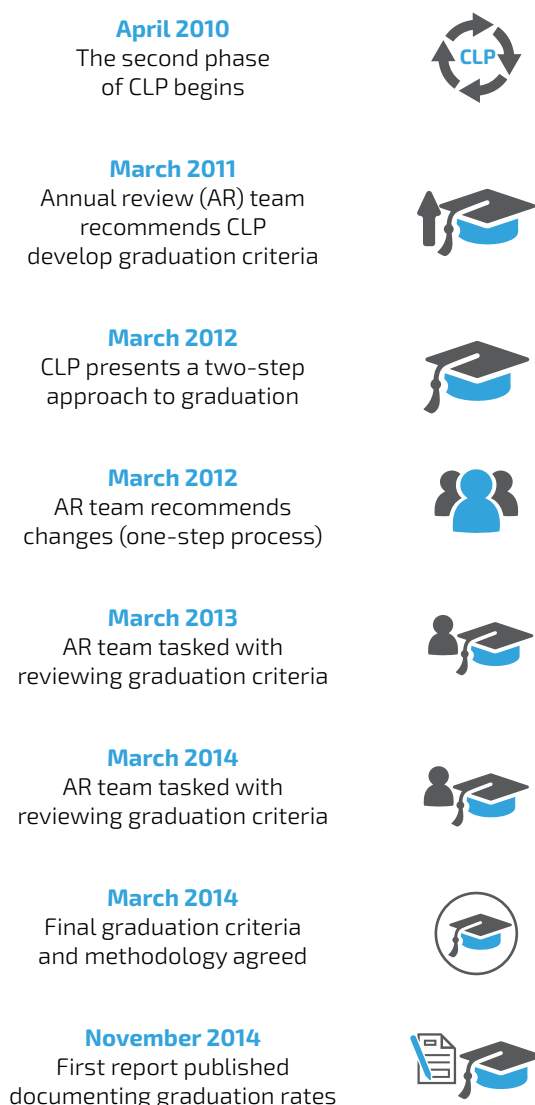 April 2010
The second phase
of CLP begins
CLP
March 2011
Annual review (AR) team
recommends CLP
develop graduation criteria
March 2012
CLP presents a two-step
approach to graduation
March 2012
AR team recommends
changes (one-step process)
March 2013
AR team tasked with
reviewing graduation criteria
March 2014
AR team tasked with
reviewing graduation criteria
March 2014
Final graduation criteria
and methodology agreed
November 2014
First report published
documenting graduation rates